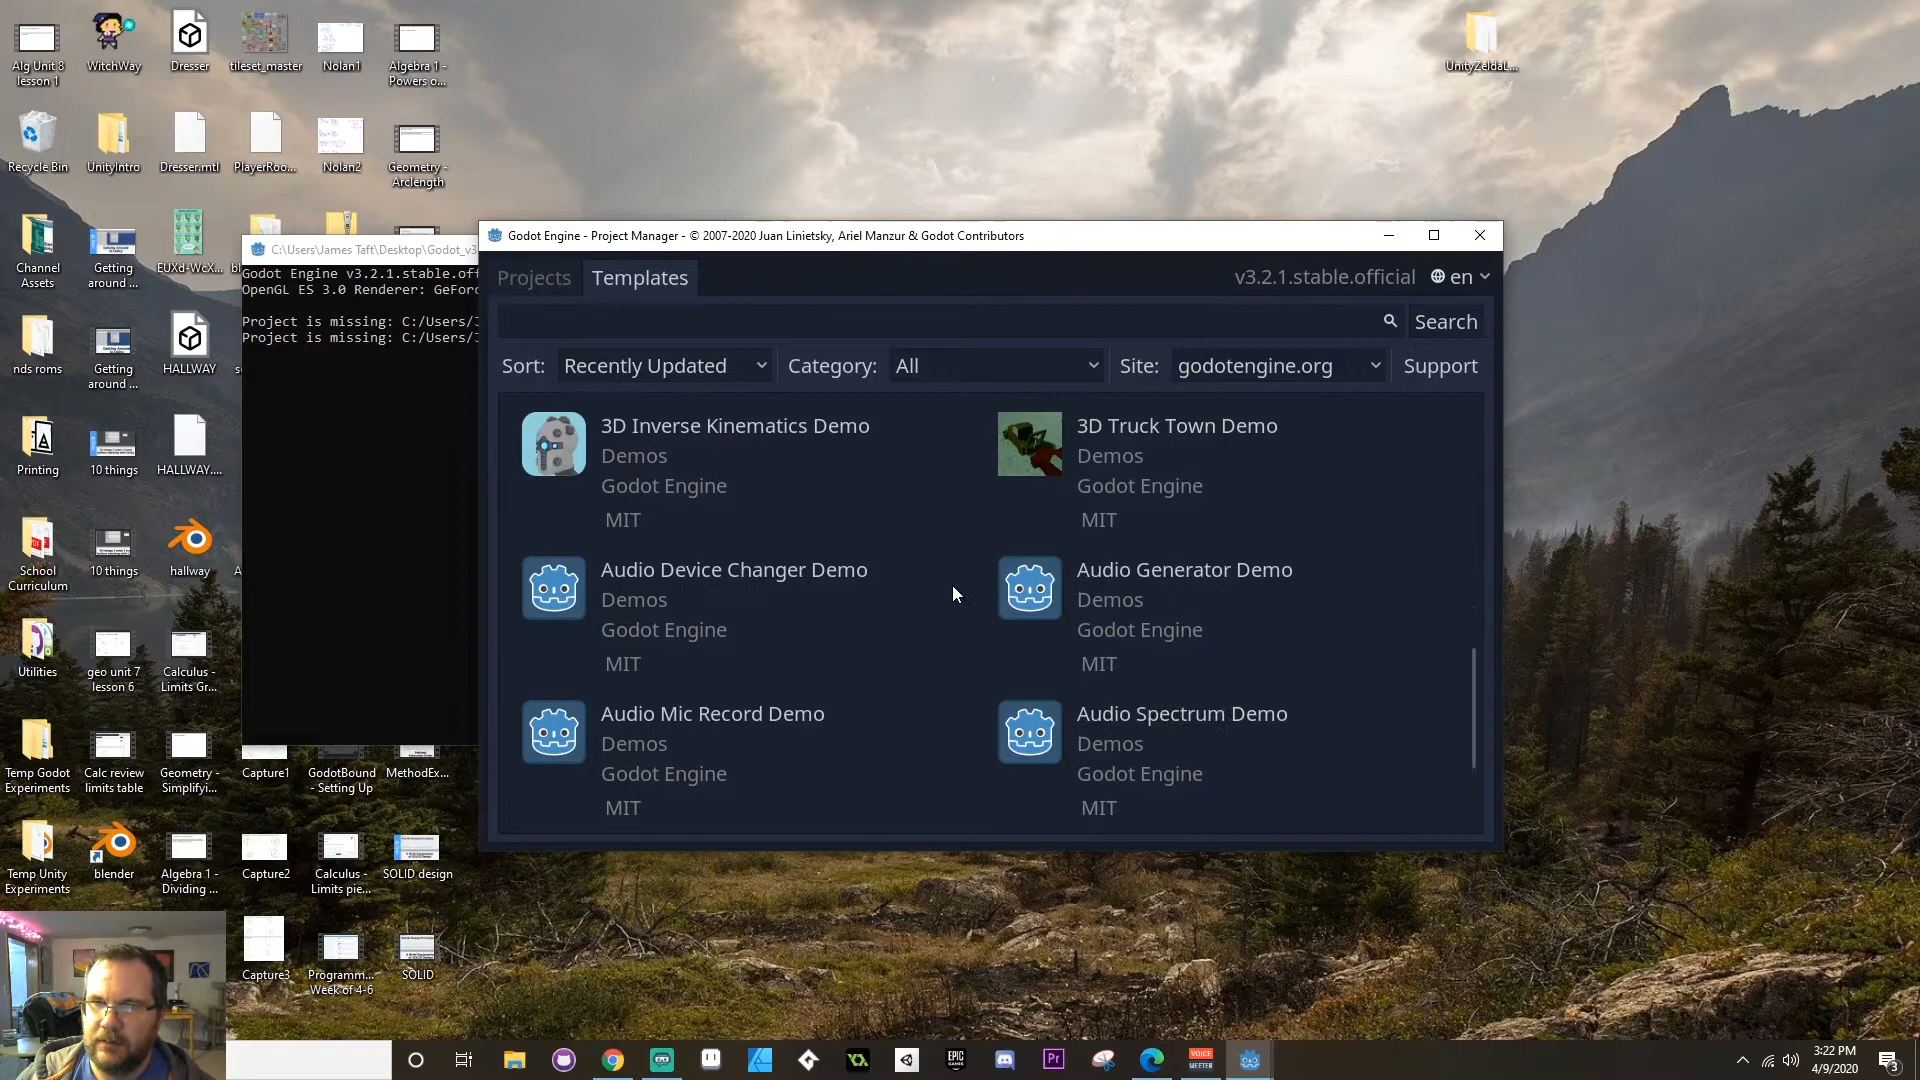 Alg Unit 8
lesson 1
WitchWay
Dresser
tileset_master
Nolan1
Algebra 1 -
Powers o...
UnityZeldaL...
Recycle Bin
UnityIntro
Dresser.mtl
PlayerRoo...
Nolan2
Geometry -
Arclength
Channel
Assets
Getting
around ...
EUXd-WcX...
C:\Users\James Taft\Desktop\Godot_v3
Godot Engine v3.2.1.stable.off
OpenGL ES 3.0 Renderer: GeForc
Project is missing: C:/Users/J
Project is missing: C:/Users/J
Godot Engine - Project Manager - © 2007-2020 Juan Linietsky, Ariel Manzur & Godot Contributors
Projects
Templates
v3.2.1.stable.official
en
Search
Sort:
Recently Updated
Category:
All
Site:
godotengine.org
Support
3D Inverse Kinematics Demo
Demos
Godot Engine
MIT
3D Truck Town Demo
Demos
Godot Engine
MIT
Audio Device Changer Demo
Demos
Godot Engine
MIT
Audio Generator Demo
Demos
Godot Engine
MIT
Audio Mic Record Demo
Demos
Godot Engine
MIT
Audio Spectrum Demo
Demos
Godot Engine
MIT
nds roms
Getting
around ...
HALLWAY
Printing
10 things
HALLWAY....
School
Curriculum
10 things
hallway
Utilities
geo unit 7
lesson 6
Calculus -
Limits Gr...
Temp Godot
Experiments
Calc review
limits table
Geometry -
Simplifyi...
Capture1
GodotBound
- Setting Up
MethodEx...
Temp Unity
Experiments
blender
Algebra 1 -
Dividing ...
Capture2
Calculus -
Limits pie...
SOLID design
Capture3
Programm...
Week of 4-6
SOLID
EPIC
GAMES
Pr
VOICE
MEETER
3:22 PM
4/9/2020
3